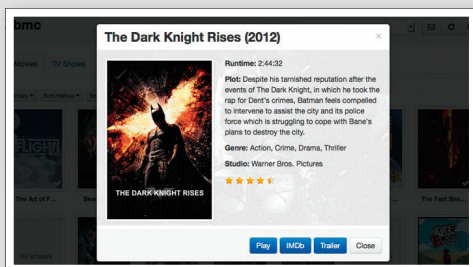 bmc
The Dark Knight Rises (2012)
×
Movies TV Shows
Runtime: 2:44:32
Plot: Despite his tarnished reputation after the
events of The Dark Knight, in which he took the
rap for Dent's crimes, Batman feels compelled
to intervene to assist the city and its police
force which is struggling to cope with Bane's
plans to destroy the city.
Genre: Action, Crime, Drama, Thriller
Studio: Warner Bros. Pictures
THE DARK KNIGHT RISES
FLIGHT
The Art of F...
The Fast Sho...
Play IMDb Trailer Close